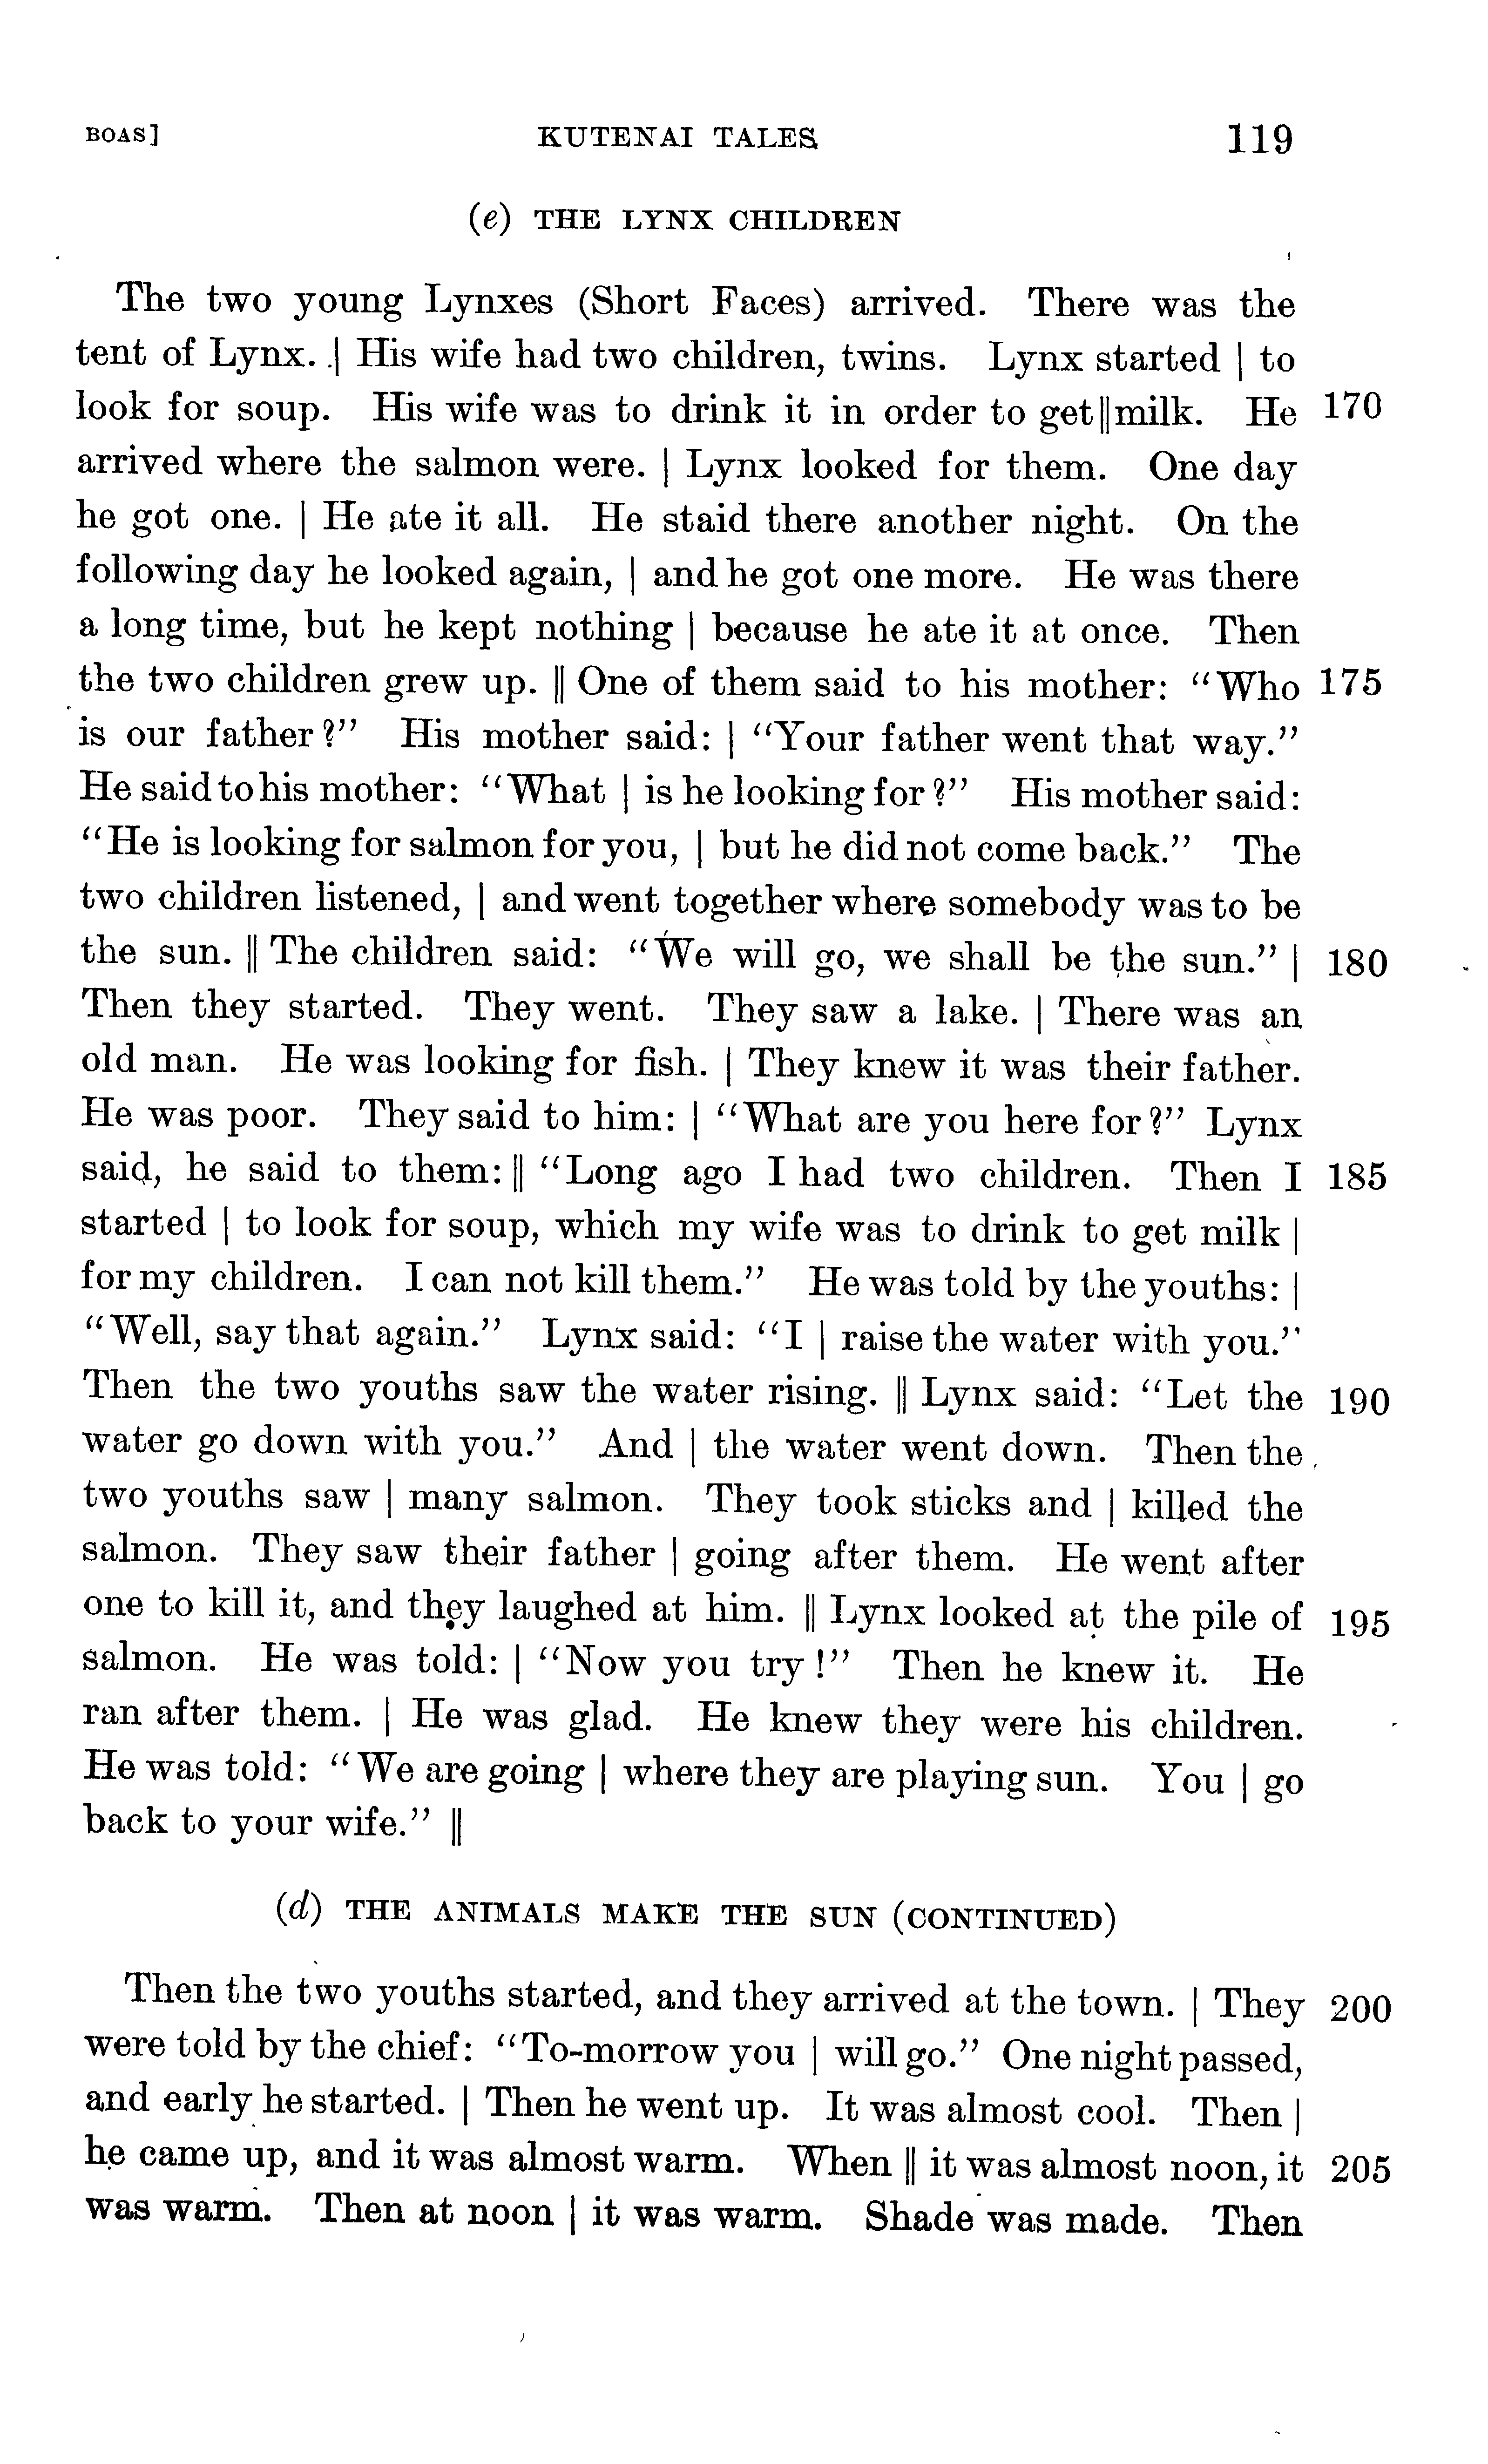 BOAS] KUTENAI TALES 119
(e) THE LYNX CHILDREN
The two young Lynxes (Short Faces) arrived. There was the
tent of Lynx. | His wife had two children, twins. Lynx started | to
look for soup. His wife was to drink it in order to get || milk. He 170
arrived where the salmon were. | Lynx looked for them. One day
he got one. | He ate it all. He staid there another night. On the
following day he looked again, | and he got one more. He was there
a long time, but he kept nothing | because he ate it at once. Then
the two children grew up. || One of them said to his mother: "Who 175
is our father?" His mother said: | "Your father went that way."
He said to his mother: "What | is he looking for?" His mother said:
"He is looking for salmon for you, | but he did not come back." The
two children listened, | and went together where somebody was to be
the sun. || The children said: "We will go, we shall be the sun." | 180
Then they started. They went. They saw a lake. | There was an
old man. He was looking for fish. | They knew it was their father.
He was poor. They said to him: | "What are you here for?" Lynx
said, he said to them: || "Long ago I had two children. Then I 185
started | to look for soup, which my wife was to drink to get milk |
for my children. I can not kill them." He was told by the youths: |
"Well, say that again." Lynx said: "I | raise the water with you."
Then the two youths saw the water rising. || Lynx said: "Let the 190
water go down with you." And | the water went down. Then the
two youths saw | many salmon. They took sticks and | killed the
salmon. They saw their father | going after them. He went after
one to kill it, and they laughed at him. || Lynx looked at the pile of 195
salmon. He was told: | "Now you try!" Then he knew it. He
ran after them. | He was glad. He knew they were his children.
He was told: "We are going | where they are playing sun. You | go
back to your wife." ||
(d) THE ANIMALS MAKE THE SUN (CONTINUED)
Then the two youths started, and they arrived at the town. | They 200
were told by the chief: "To-morrow you | will go." One night passed,
and early he started. | Then he went up. It was almost cool. Then |
he came up, and it was almost warm. When || it was almost noon, it 205
was warm. Then at noon | it was warm. Shade was made. Then